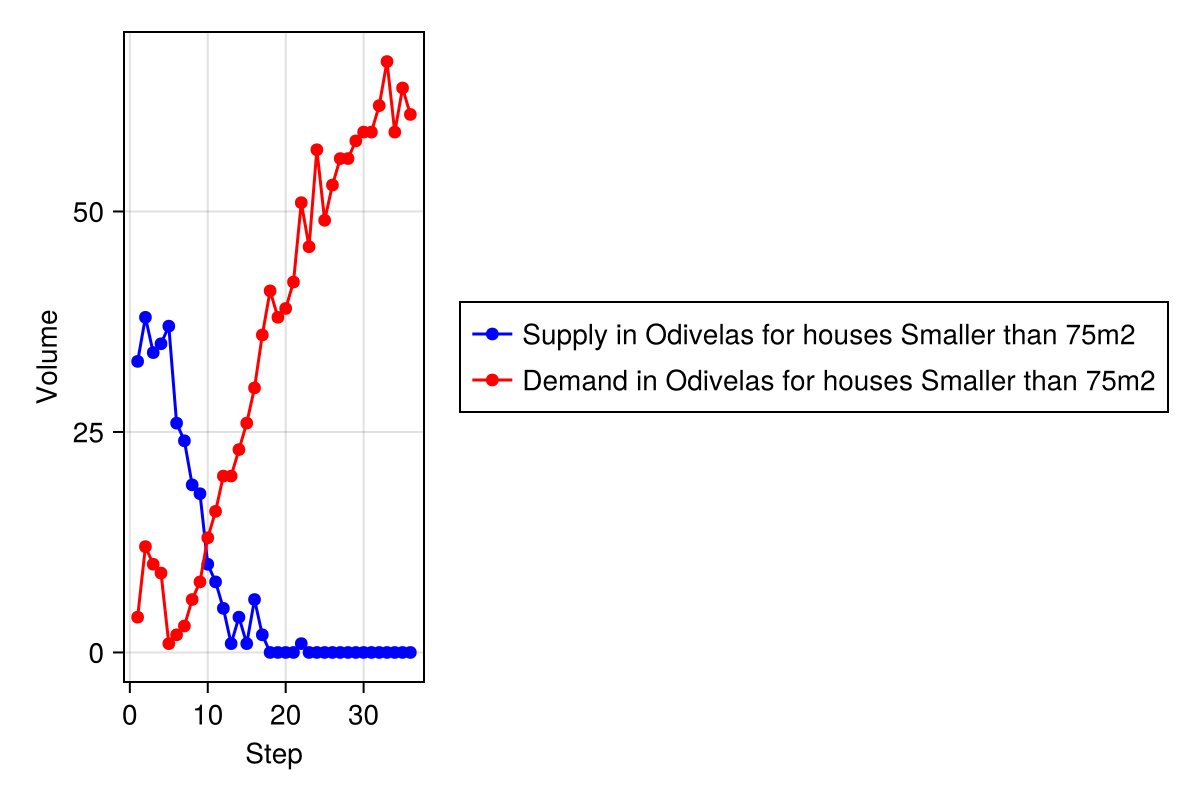 50
25
0
Volume
0 10 20 30
Step
Supply in Odivelas for houses Smaller than 75m2
Demand in Odivelas for houses Smaller than 75m2